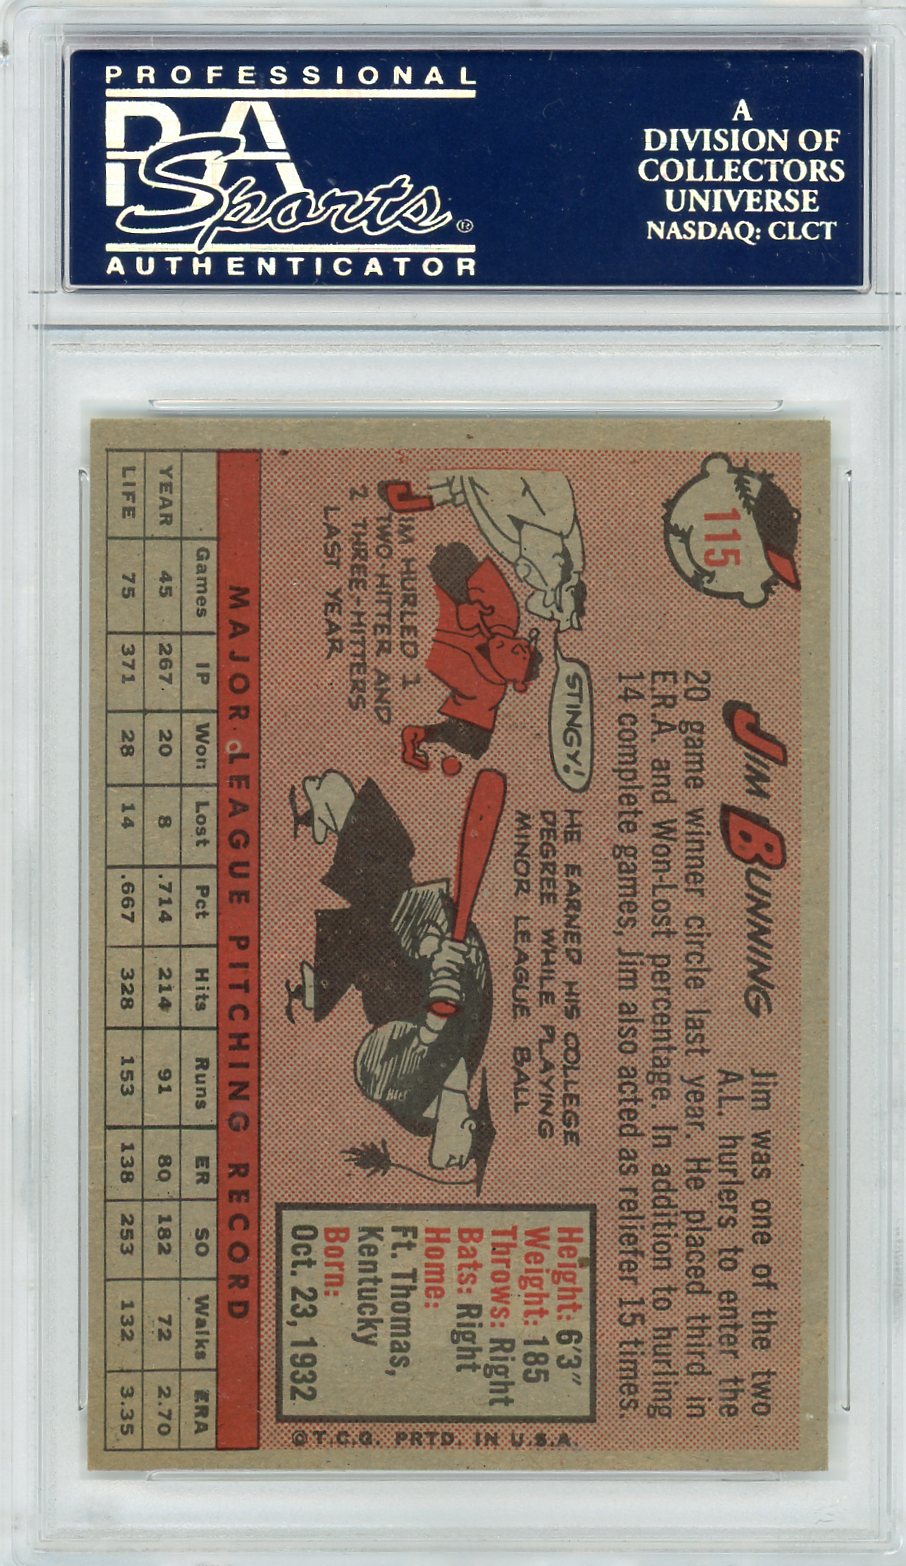 PROFESSIONAL
PSA
Sports®
AUTHENTICATOR
A
DIVISION OF
COLLECTORS
UNIVERSE
NASDAQ: CLCT
115
JIM BUNNING
Jim was one of the two
A.L. hurlers to enter the
20 game winner circle last year. He placed third in
E.R.A. and Won-Lost percentage. In addition to hurling
14 complete games, Jim also acted as reliefer 15 times.
STINGY!
JIM HURLED 1
TWO-HITTER AND
2 THREE-HITTERS
LAST YEAR
HE EARNED HIS COLLEGE
DEGREE WHILE PLAYING
MINOR LEAGUE BALL
Height: 6'3"
Weight: 185
Throws: Right
Bats: Right
Home:
Ft. Thomas,
Kentucky
Born:
Oct. 23, 1932
© T.C.G. PRTD. IN U.S.A.
MAJOR LEAGUE PITCHING RECORD
Games IP Won Lost Pct Hits Runs ER SO Walks ERA
YEAR 45 267 20 8 .714 214 91 80 182 72 2.70
LIFE 75 371 28 14 .667 328 153 138 253 132 3.35